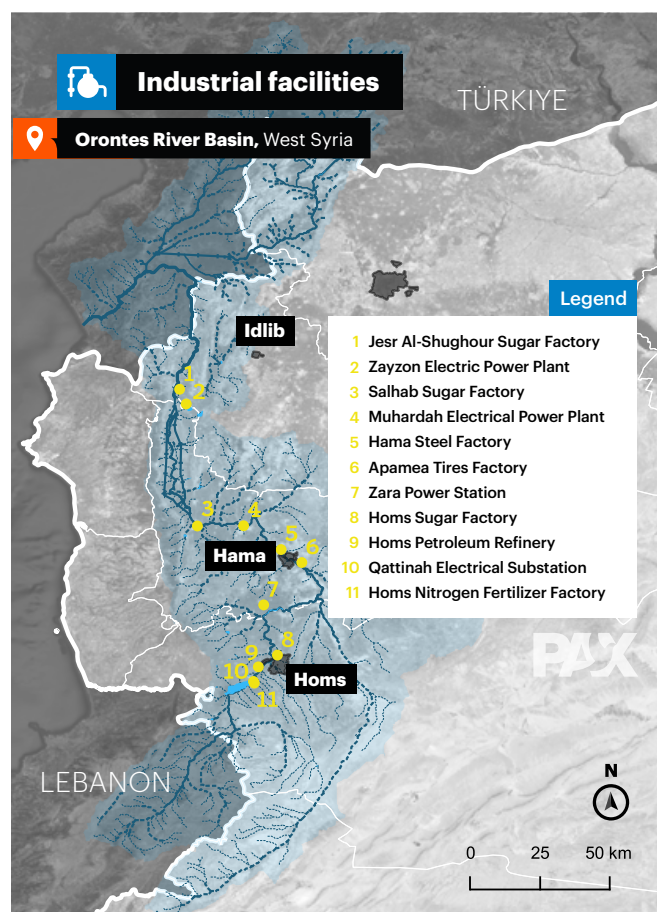 Industrial facilities
TÜRKIYE
Orontes River Basin, West Syria
Legend
Idlib
1 Jesr Al-Shughour Sugar Factory
2 Zayzon Electric Power Plant
3 Salhab Sugar Factory
4 Muhardah Electrical Power Plant
5 Hama Steel Factory
6 Apamea Tires Factory
7 Zara Power Station
8 Homs Sugar Factory
9 Homs Petroleum Refinery
10 Qattinah Electrical Substation
11 Homs Nitrogen Fertilizer Factory
1
2
3
4
5
Hama
6
7
8
PAX
9
10
Homs
11
LEBANON
N
0 25 50 km